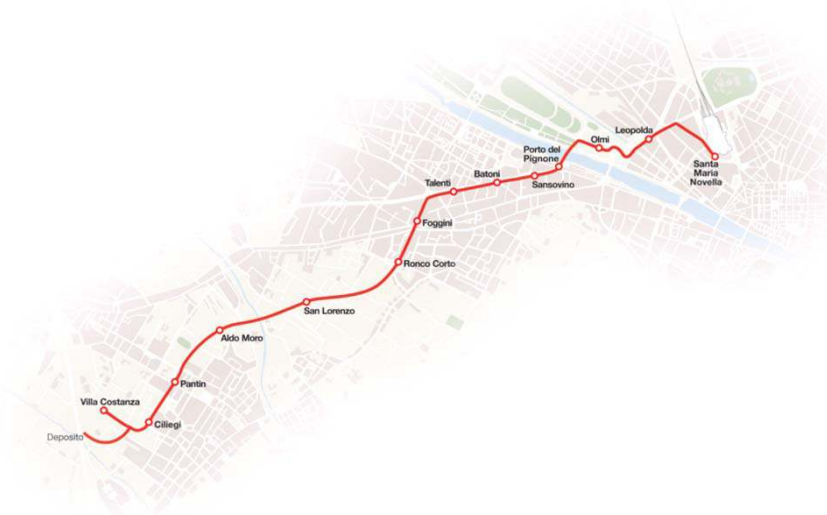 Leopolda
Olmi
Porto del
Pignone
Santa
Maria
Novella
Batoni
Talenti
Sansovino
Foggini
Ronco Corto
San Lorenzo
Aldo Moro
Pantin
Villa Costanza
Ciliegi
Deposito